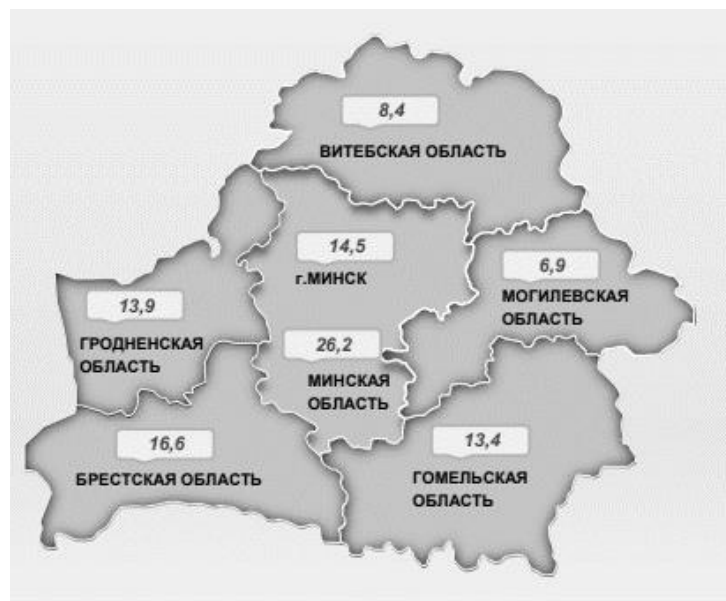 8,4
ВИТЕБСКАЯ ОБЛАСТЬ
14,5
г.МИНСК
6,9
МОГИЛЕВСКАЯ
ОБЛАСТЬ
13,9
ГРОДНЕНСКАЯ
ОБЛАСТЬ
26,2
МИНСКАЯ
ОБЛАСТЬ
16,6
БРЕСТСКАЯ ОБЛАСТЬ
13,4
ГОМЕЛЬСКАЯ
ОБЛАСТЬ